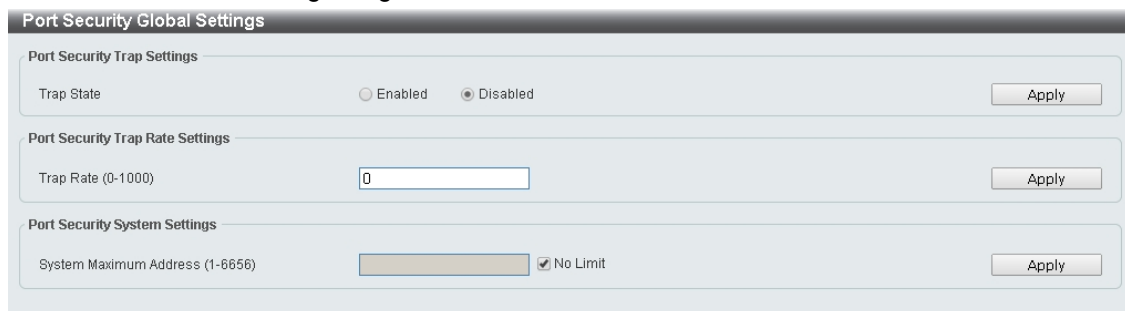 Port Security Global Settings
Port Security Trap Settings
Trap State Enabled Disabled Apply
Port Security Trap Rate Settings
Trap Rate (0-1000) 0 Apply
Port Security System Settings
System Maximum Address (1-6656) No Limit Apply